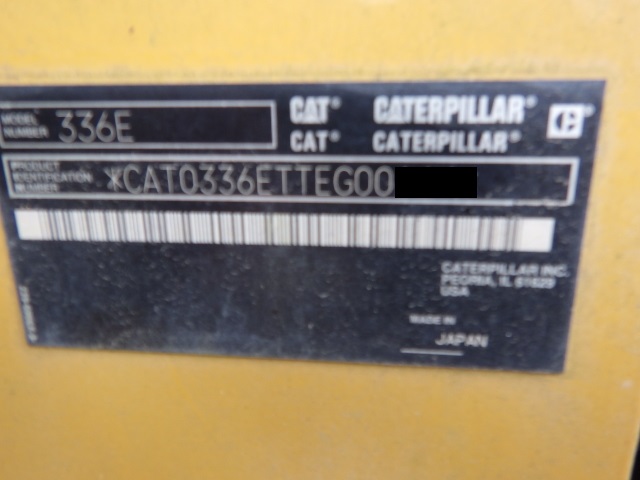 MODEL NUMBER 336E
CAT® CATERPILLAR®
CAT® CATERPILLAR®
PRODUCT IDENTIFICATION NUMBER *CAT0336ETTEG00
CATERPILLAR INC.
PEORIA, IL 61629
USA
MADE IN
JAPAN